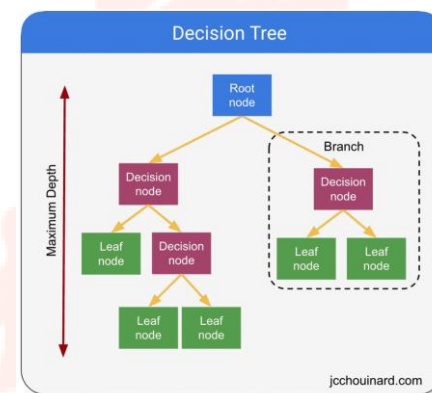 Decision Tree
Root
node
Branch
Maximum Depth
Decision
node
Decision
node
Leaf
node
Decision
node
Leaf
node
Leaf
node
Leaf
node
Leaf
node
jcchouinard.com